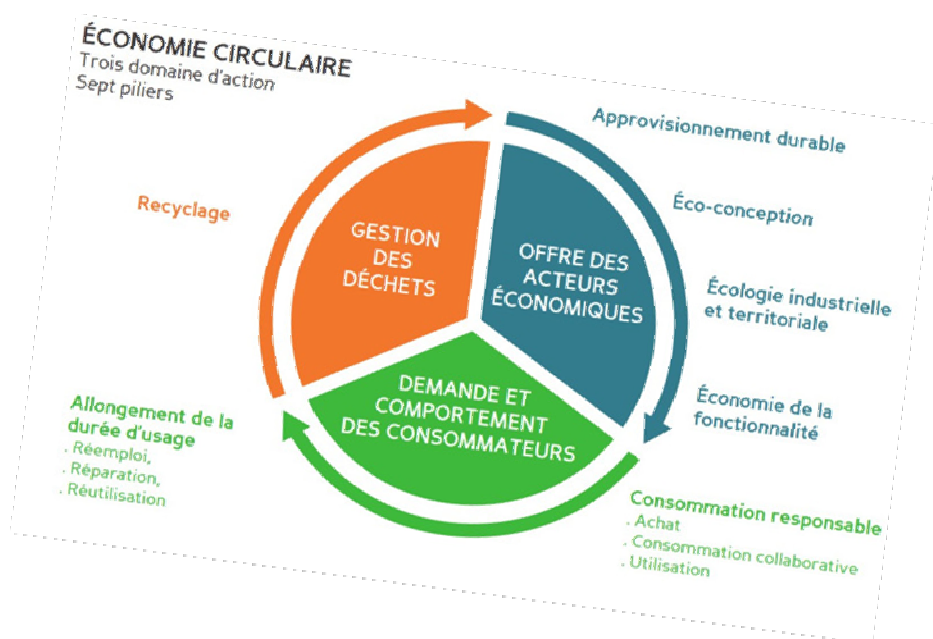 ÉCONOMIE CIRCULAIRE
Trois domaine d'action
Sept piliers
Approvisionnement durable
Éco-conception
Écologie industrielle
et territoriale
Économie de la
fonctionnalité
OFFRE DES
ACTEURS
ÉCONOMIQUES
Consommation responsable
. Achat
. Consommation collaborative
. Utilisation
DEMANDE ET
COMPORTEMENT
DES CONSOMMATEURS
Allongement de la
durée d'usage
. Réemploi,
. Réparation,
. Réutilisation
Recyclage
GESTION
DES
DÉCHETS